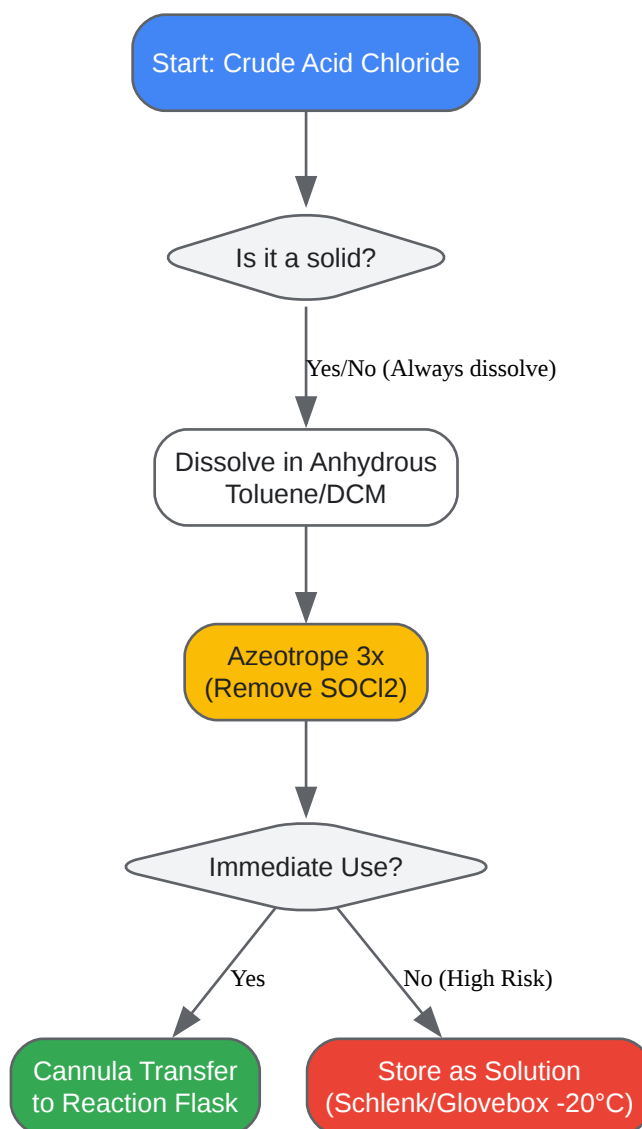 Start: Crude Acid Chloride
Is it a solid?
Yes/No (Always dissolve)
Dissolve in Anhydrous
Toluene/DCM
Azeotrope 3x
(Remove SOCl2)
Immediate Use?
Yes
No (High Risk)
Cannula Transfer
to Reaction Flask
Store as Solution
(Schlenk/Glovebox -20°C)